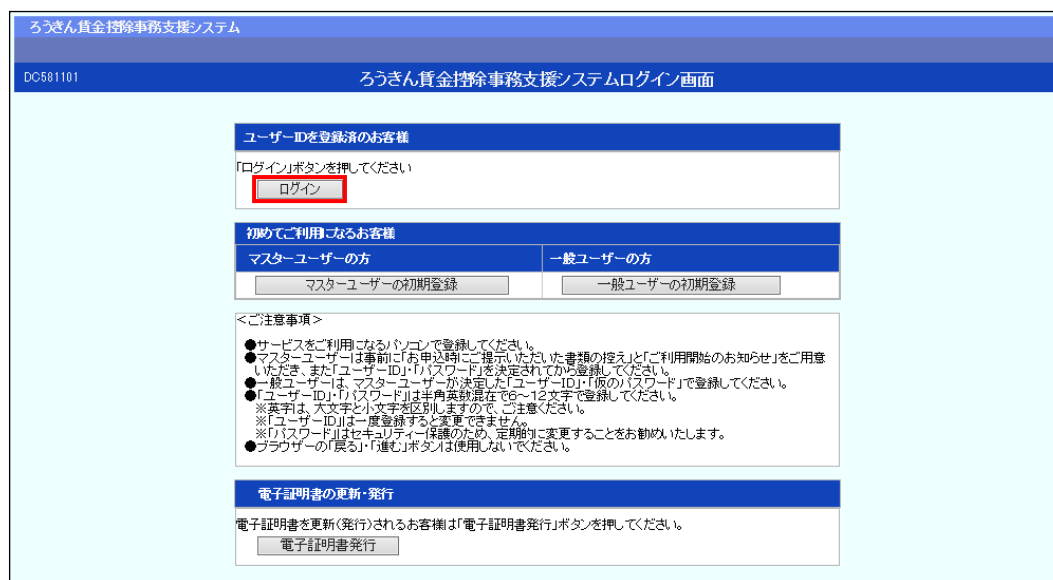 ろうきん賃金控除事務支援システム
DC581101
ろうきん賃金控除事務支援システムログイン画面
ユーザーIDを登録済のお客様
「ログイン」ボタンを押してください
ログイン
初めてご利用になるお客様
マスターユーザーの方
一般ユーザーの方
マスターユーザーの初期登録
一般ユーザーの初期登録
＜ご注意事項＞
●サービスをご利用になるパソコンで登録してください。
●マスターユーザーは事前に「お申込時にご提示いただいた書類の控え」と「ご利用開始のお知らせ」をご用意
いただき、また「ユーザーID」・「パスワード」を決定されてから登録してください。
●一般ユーザーは、マスターユーザーが決定した「ユーザーID」・「仮のパスワード」で登録してください。
●「ユーザーID」・「パスワード」は半角英数混在で6～12文字で登録してください。
※英字は、大文字と小文字を区別しますので、ご注意ください。
※「ユーザーID」は一度登録すると変更できません。
※「パスワード」はセキュリティー保護のため、定期的に変更することをお勧めいたします。
●ブラウザーの「戻る」・「進む」ボタンは使用しないでください。
電子証明書の更新・発行
電子証明書を更新（発行）されるお客様は「電子証明書発行」ボタンを押してください。
電子証明書発行